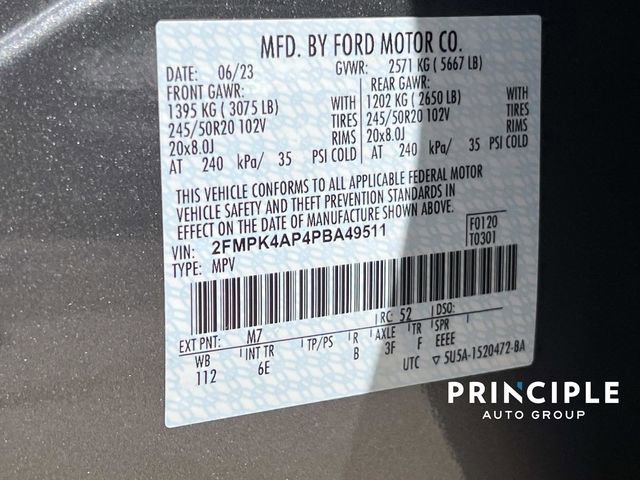 MFD. BY FORD MOTOR CO.
DATE: 06/23 GVWR: 2571 KG ( 5667 LB)
FRONT GAWR: REAR GAWR:
1395 KG ( 3075 LB) WITH 1202 KG ( 2650 LB) WITH
245/50R20 102V TIRES 245/50R20 102V TIRES
20x8.0J RIMS 20x8.0J RIMS
AT 240 kPa/ 35 PSI COLD AT 240 kPa/ 35 PSI COLD
THIS VEHICLE CONFORMS TO ALL APPLICABLE FEDERAL MOTOR
VEHICLE SAFETY AND THEFT PREVENTION STANDARDS IN
EFFECT ON THE DATE OF MANUFACTURE SHOWN ABOVE.
VIN: 2FMPK4AP4PBA49511 F0120
TYPE: MPV T0301
EXT PNT: M7 RC: 52 DSO:
WB INT TR TP/PS R AXLE TR SPR
112 6E B 3F F EEEE
UTC ▽ 5U5A-1520472-BA
PRINCIPLE
AUTO GROUP